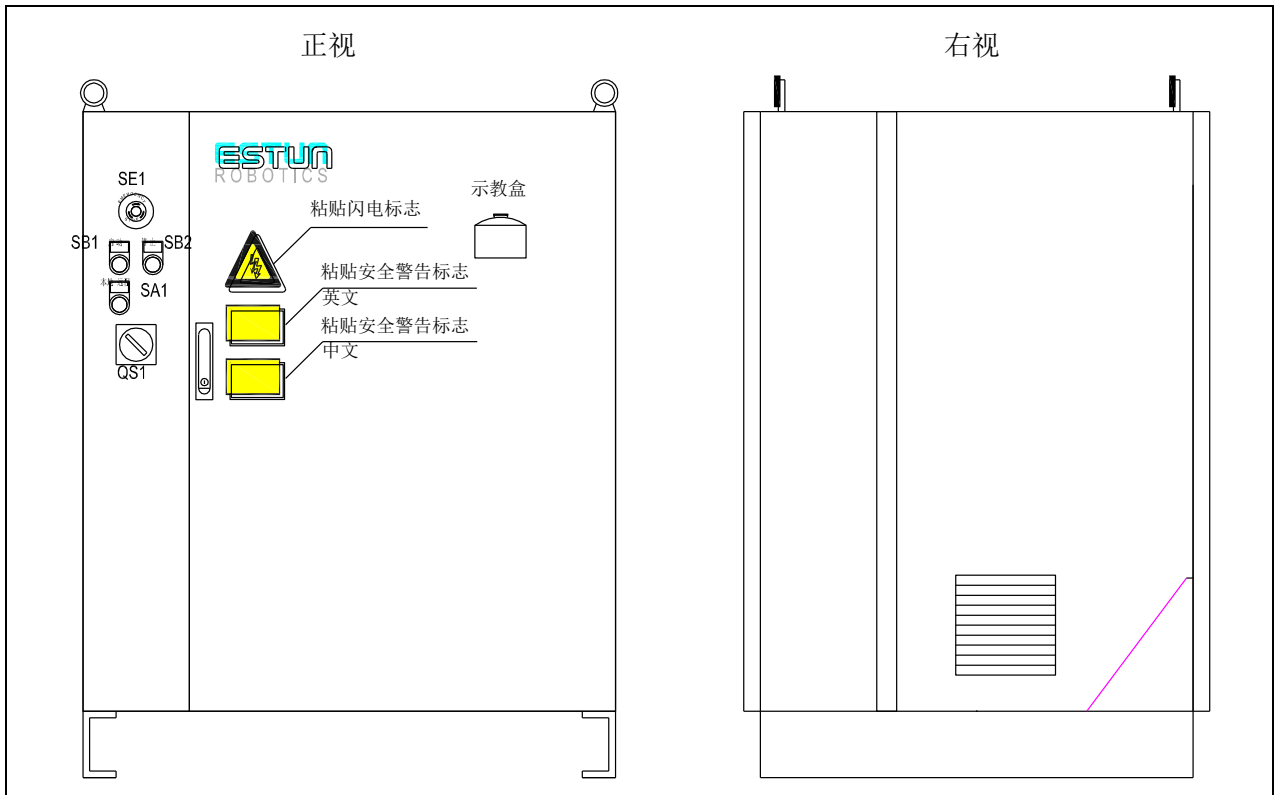 正视
右视
ESTUN
ROBOTICS
SE1
示教盒
粘贴闪电标志
SB1
SB2
粘贴安全警告标志
英文
SA1
粘贴安全警告标志
中文
QS1